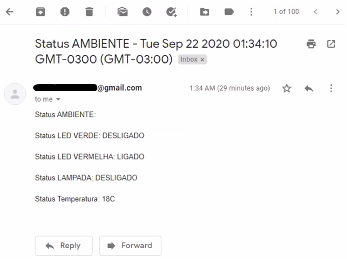 1 of 100
Status AMBIENTE - Tue Sep 22 2020 01:34:10
GMT-0300 (GMT-03:00) Inbox x
@gmail.com 1:34 AM (29 minutes ago)
to me
Status AMBIENTE:
Status LED VERDE: DESLIGADO
Status LED VERMELHA: LIGADO
Status LAMPADA: DESLIGADO
Status Temperatura: 18C
Reply Forward